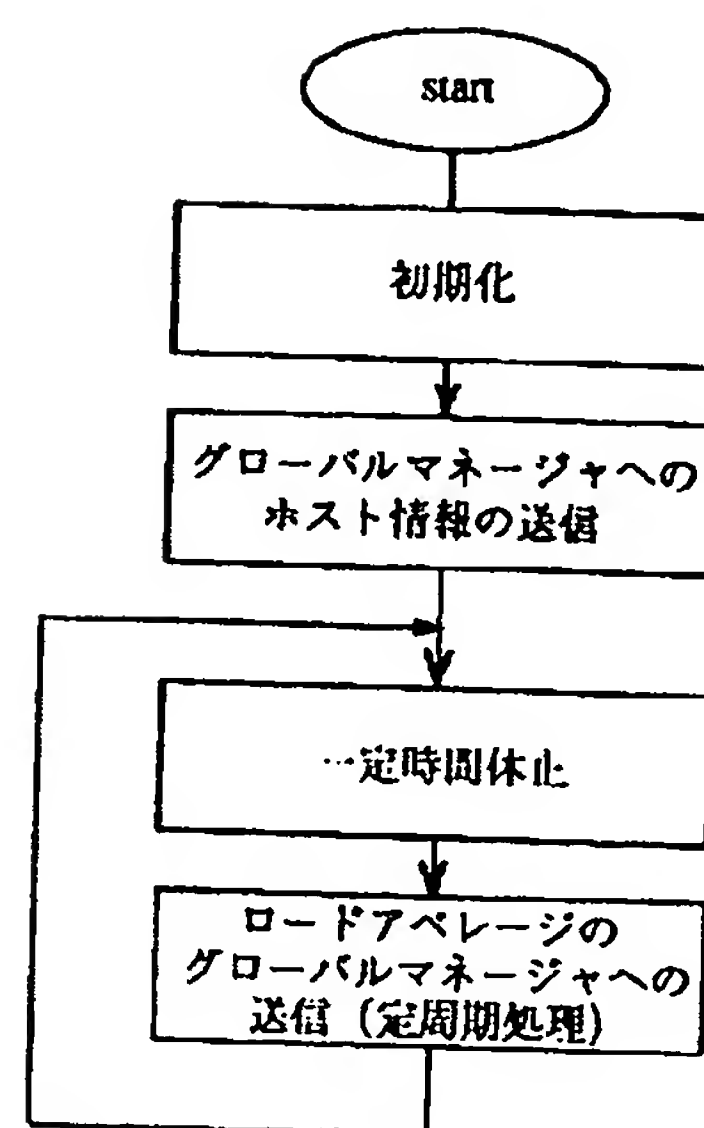 start
初期化
グローバルマネージャへの
ホスト情報の送信
一定時間休止
ロードアベレージの
グローバルマネージャへの
送信（定周期処理）